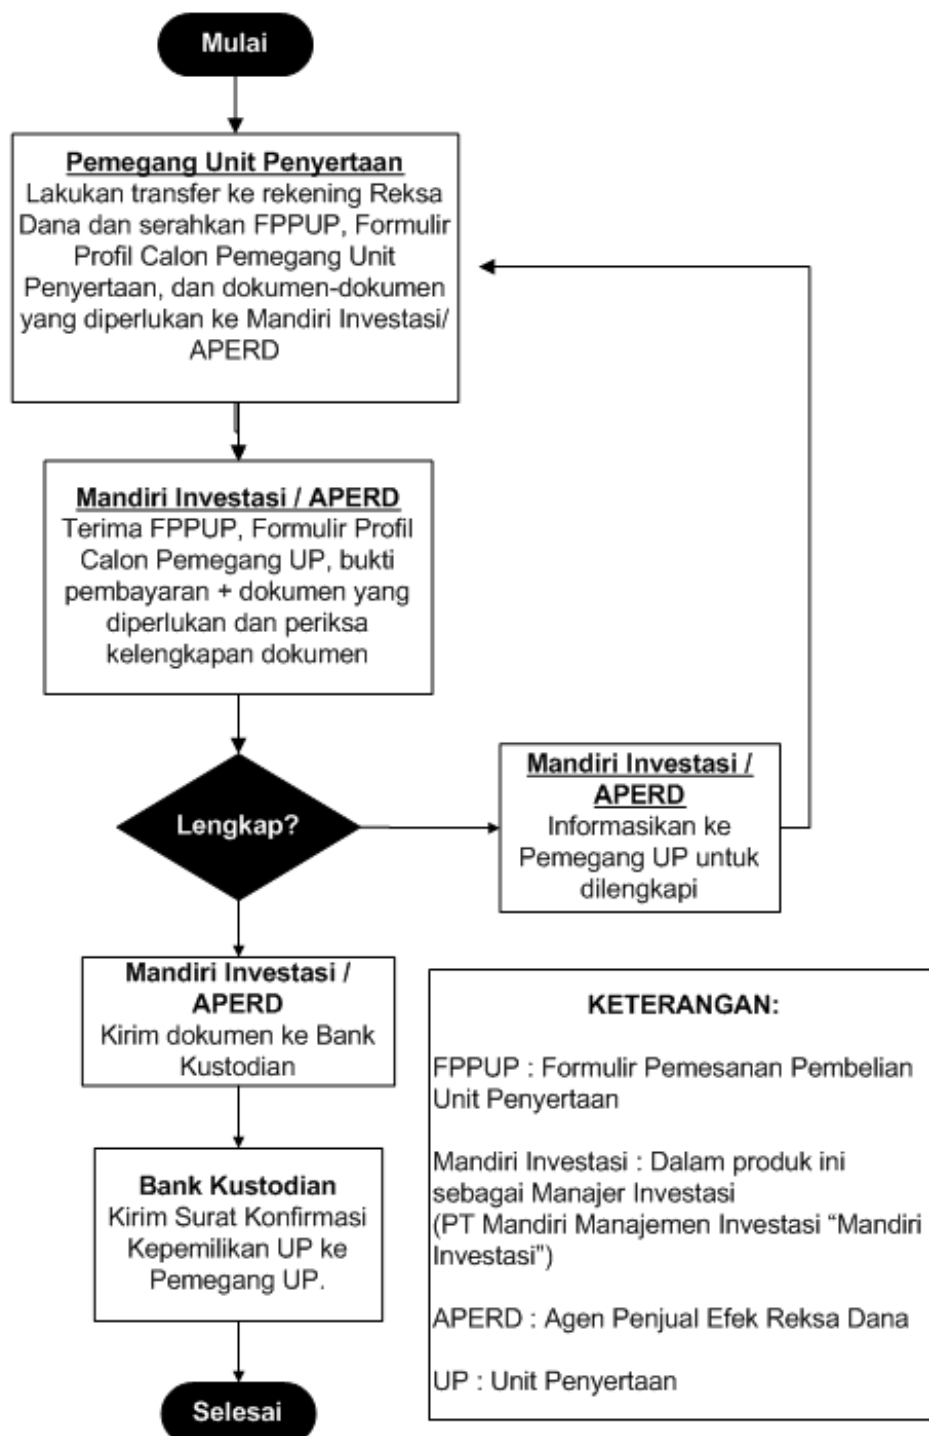 Mulai
Pemegang Unit Penyertaan
Lakukan transfer ke rekening Reksa
Dana dan serahkan FPPUP, Formulir
Profil Calon Pemegang Unit
Penyertaan, dan dokumen-dokumen
yang diperlukan ke Mandiri Investasi/
APERD
Mandiri Investasi / APERD
Terima FPPUP, Formulir Profil
Calon Pemegang UP, bukti
pembayaran + dokumen yang
diperlukan dan periksa
kelengkapan dokumen
Lengkap?
Mandiri Investasi /
APERD
Informasikan ke
Pemegang UP untuk
dilengkapi
Mandiri Investasi /
APERD
Kirim dokumen ke Bank
Kustodian
Bank Kustodian
Kirim Surat Konfirmasi
Kepemilikan UP ke
Pemegang UP.
Selesai
KETERANGAN:
FPPUP : Formulir Pemesanan Pembelian
Unit Penyertaan
Mandiri Investasi : Dalam produk ini
sebagai Manajer Investasi
(PT Mandiri Manajemen Investasi “Mandiri
Investasi”)
APERD : Agen Penjual Efek Reksa Dana
UP : Unit Penyertaan